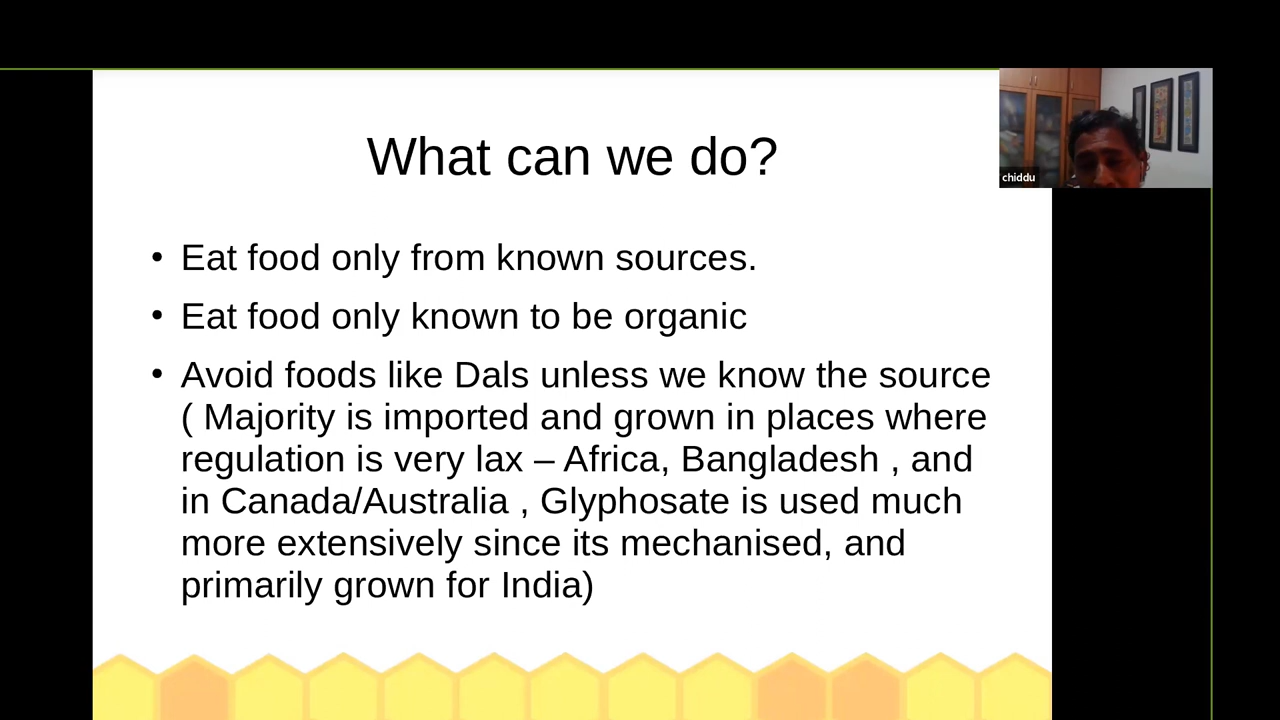 What can we do?
chiddu
• Eat food only from known sources.
• Eat food only known to be organic
• Avoid foods like Dals unless we know the source
( Majority is imported and grown in places where
regulation is very lax – Africa, Bangladesh , and
in Canada/Australia , Glyphosate is used much
more extensively since its mechanised, and
primarily grown for India)